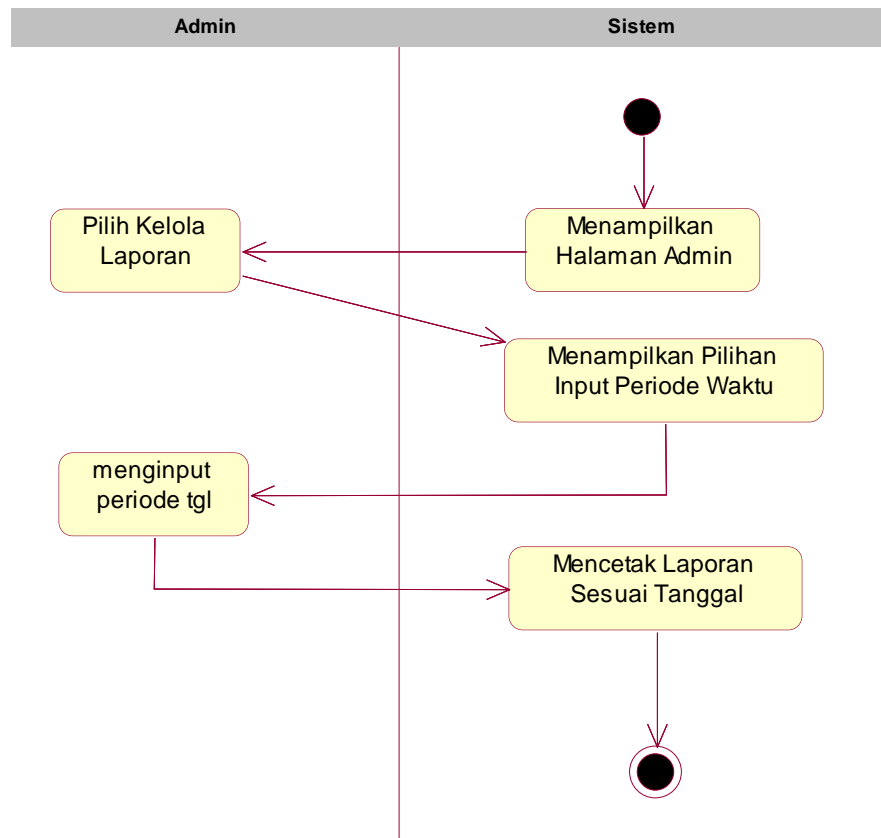 Admin
Sistem
Menampilkan
Halaman Admin
Pilih Kelola
Laporan
Menampilkan Pilihan
Input Periode Waktu
menginput
periode tgl
Mencetak Laporan
Sesuai Tanggal